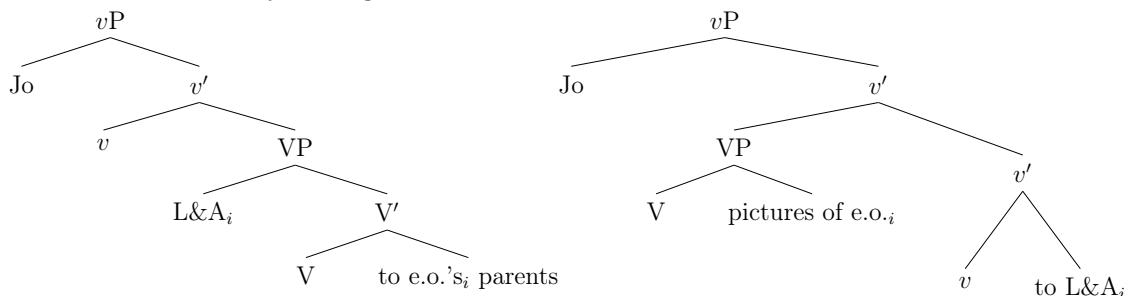 vP vP
Jo v′ Jo v′
v VP VP v′
L&A_i V′ V pictures of e.o._i
V to e.o.'s_i parents v to L&A_i